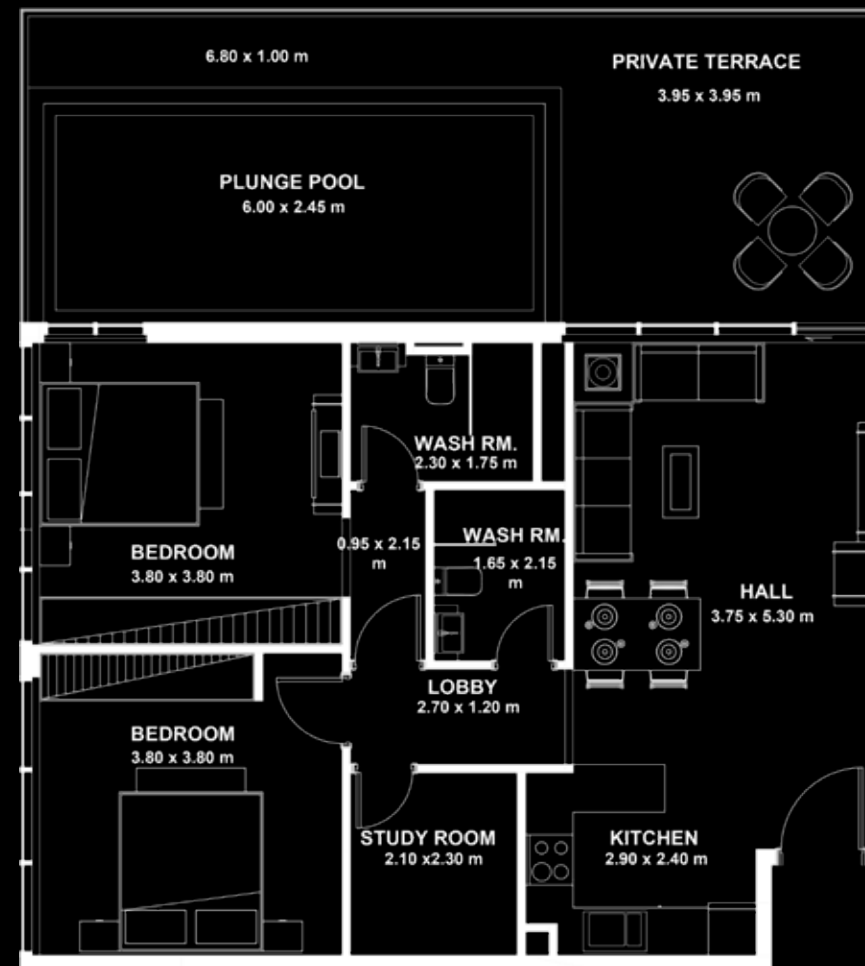 6.80 x 1.00 m
PRIVATE TERRACE
3.95 x 3.95 m
PLUNGE POOL
6.00 x 2.45 m
WASH RM.
2.30 x 1.75 m
BEDROOM
3.80 x 3.80 m
0.95 x 2.15
m
WASH RM.
1.65 x 2.15
m
HALL
3.75 x 5.30 m
LOBBY
2.70 x 1.20 m
BEDROOM
3.80 x 3.80 m
STUDY ROOM
2.10 x2.30 m
KITCHEN
2.90 x 2.40 m